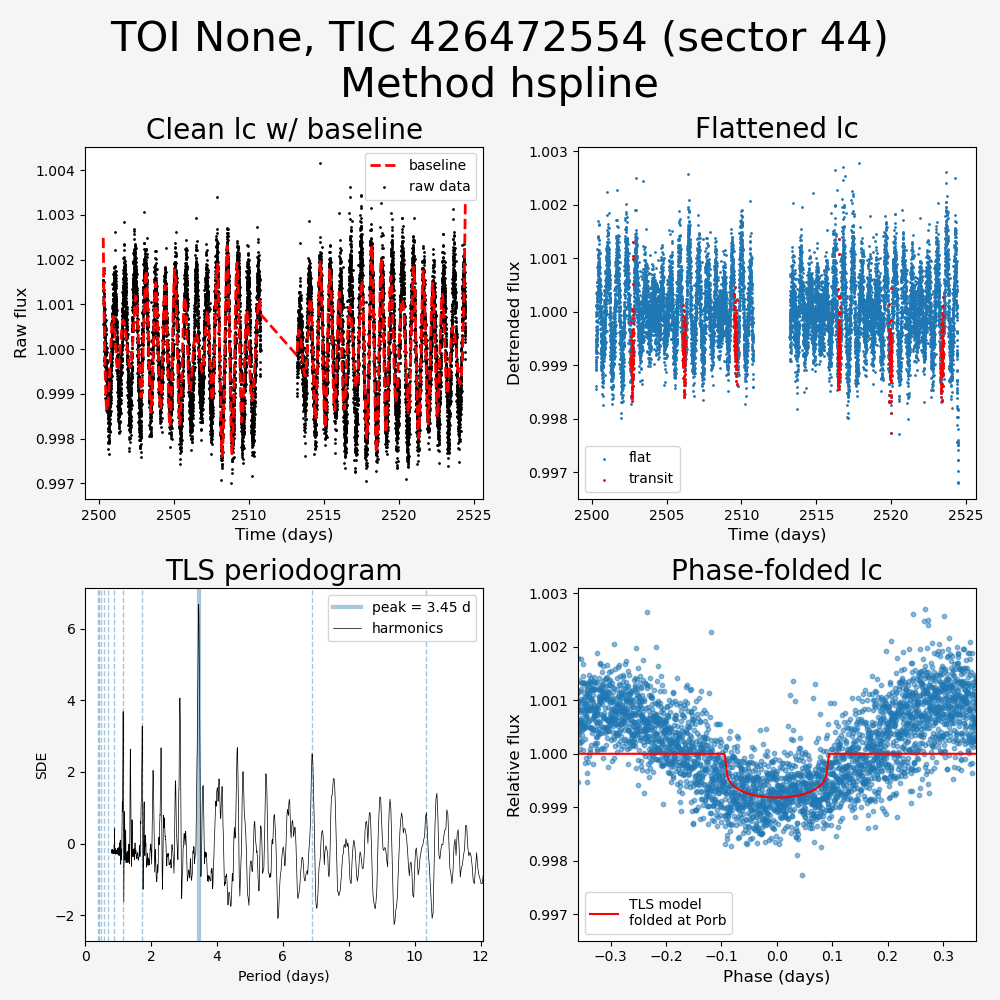 TOI None, TIC 426472554 (sector 44)
Method hspline
Clean lc w/ baseline
Raw flux
1.004
1.003
1.002
1.001
1.000
0.999
0.998
0.997
baseline
raw data
2500
2505
2510
2515
2520
2525
Time (days)
Flattened lc
Detrended flux
1.003
1.002
1.001
1.000
0.999
0.998
0.997
flat
transit
2500
2505
2510
2515
2520
2525
Time (days)
TLS periodogram
SDE
6
4
2
0
−2
peak = 3.45 d
harmonics
0
2
4
6
8
10
12
Period (days)
Phase-folded lc
Relative flux
1.003
1.002
1.001
1.000
0.999
0.998
0.997
TLS model
folded at Porb
−0.3
−0.2
−0.1
0.0
0.1
0.2
0.3
Phase (days)